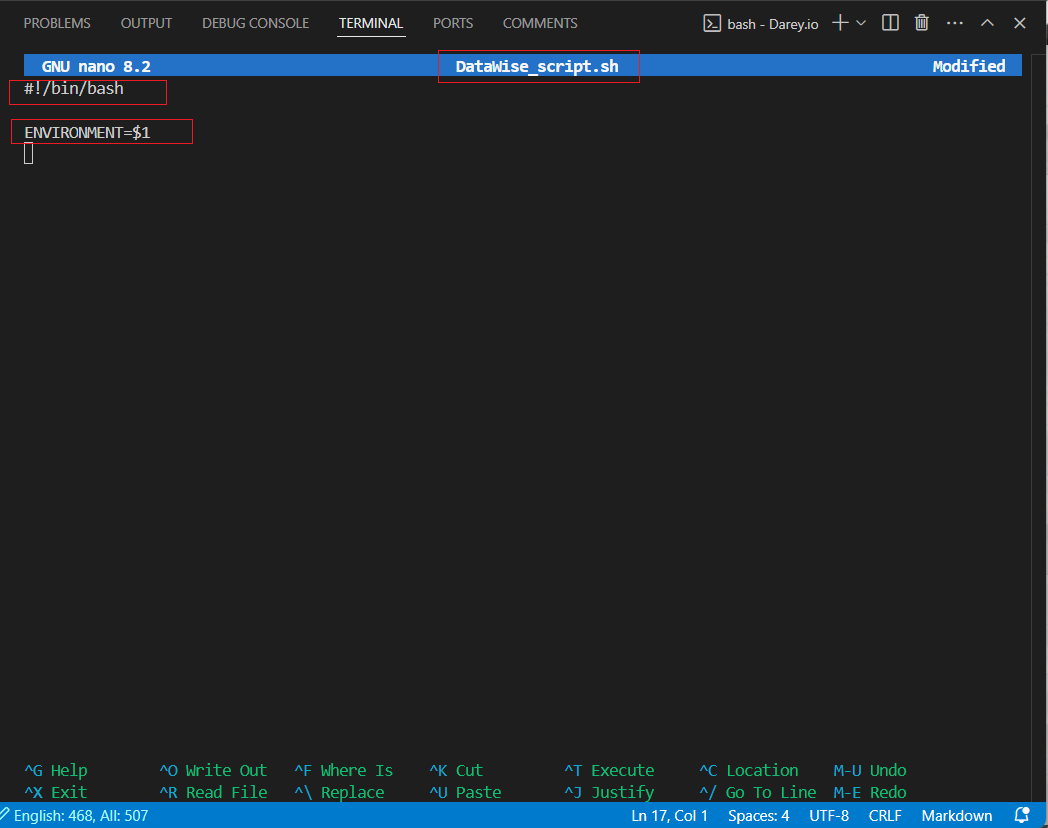 PROBLEMS OUTPUT DEBUG CONSOLE TERMINAL PORTS COMMENTS bash - Darey.io
GNU nano 8.2 DataWise_script.sh Modified
#!/bin/bash
ENVIRONMENT=$1
^G Help ^O Write Out ^F Where Is ^K Cut ^T Execute ^C Location M-U Undo
^X Exit ^R Read File ^\ Replace ^U Paste ^J Justify ^/ Go To Line M-E Redo
English: 468, All: 507 Ln 17, Col 1 Spaces: 4 UTF-8 CRLF Markdown